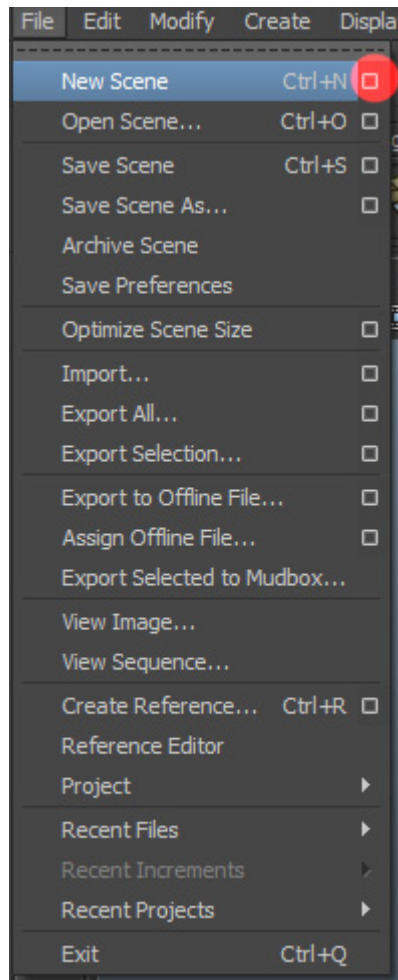 File Edit Modify Create Displa
New Scene Ctrl+N
Open Scene... Ctrl+O
Save Scene Ctrl+S
Save Scene As...
Archive Scene
Save Preferences
Optimize Scene Size
Import...
Export All...
Export Selection...
Export to Offline File...
Assign Offline File...
Export Selected to Mudbox...
View Image...
View Sequence...
Create Reference... Ctrl+R
Reference Editor
Project
Recent Files
Recent Increments
Recent Projects
Exit Ctrl+Q